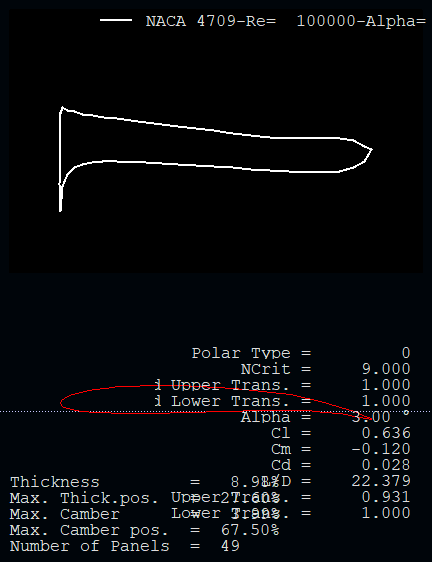 NACA 4709-Re=  100000-Alpha=
Polar Type = 0
NCrit = 9.000
Upper Trans. = 1.000
Lower Trans. = 1.000
Alpha = 3.00 °
Cl = 0.636
Cm = -0.120
Cd = 0.028
Thickness = 8.98% L/D = 22.379
Max. Thick.pos. = 27.60% Upper Trans. = 0.931
Max. Camber = Lower Trans. = 1.000
Max. Camber pos. = 67.50%
Number of Panels = 49